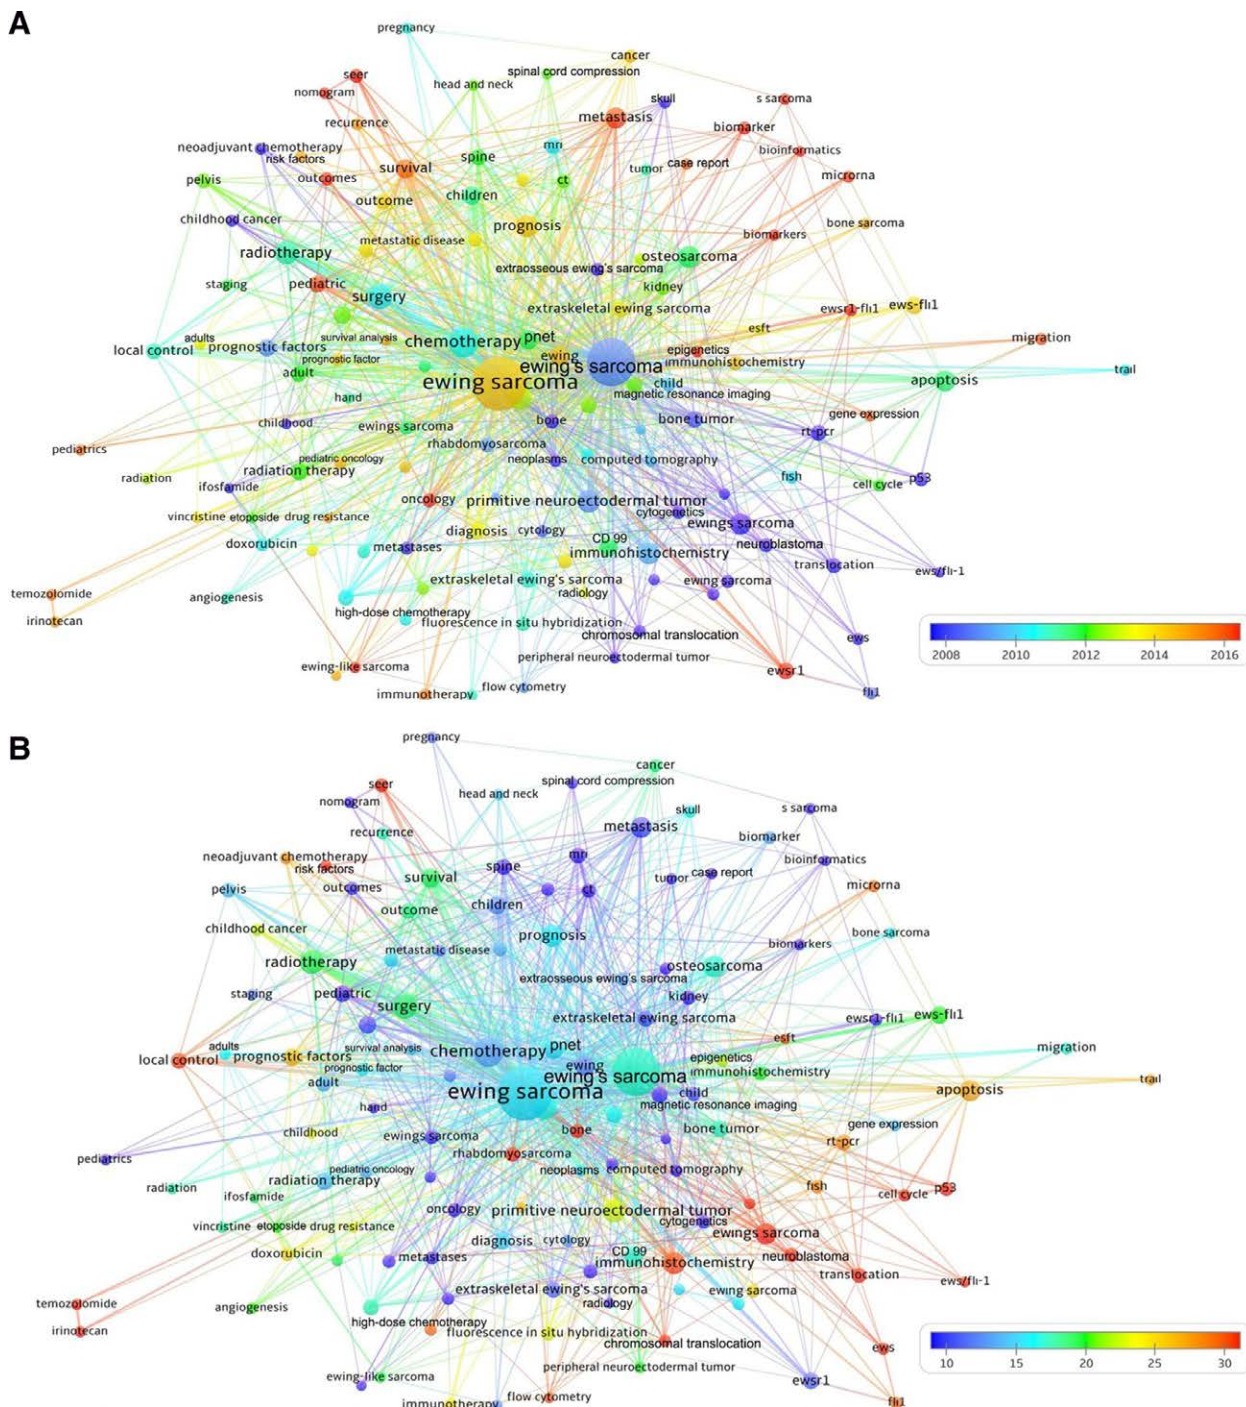 A
pregnancy
cancer
seer
head and neck
spinal cord compression
nomogram
skull
s sarcoma
recurrence
metastasis
biomarker
neoadjuvant chemotherapy
risk factors
mri
bioinformatics
survival
spine
tumor
case report
pelvis
outcomes
ct
microrna
outcome
children
childhood cancer
prognosis
bone sarcoma
metastatic disease
biomarkers
radiotherapy
osteosarcoma
extraosseous ewing's sarcoma
staging
pediatric
kidney
surgery
extraskeletal ewing sarcoma
ewsr1-fli1
ews-fli1
esft
adults
survival analysis
chemotherapy
pnet
migration
local control
prognostic factors
ewing
epigenetics
prognostic factor
ewing's sarcoma
immunohistochemistry
adult
ewing sarcoma
child
apoptosis
trail
magnetic resonance imaging
hand
childhood
ewings sarcoma
bone
bone tumor
gene expression
rt-pcr
pediatrics
rhabdomyosarcoma
pediatric oncology
neoplasms
computed tomography
radiation
radiation therapy
fish
p53
ifosfamide
cell cycle
oncology
primitive neuroectodermal tumor
cytogenetics
vincristine
etoposide
drug resistance
diagnosis
cytology
ewings sarcoma
doxorubicin
metastases
CD 99
immunohistochemistry
neuroblastoma
translocation
ews/fli-1
extraskeletal ewing's sarcoma
ewing sarcoma
radiology
temozolomide
angiogenesis
high-dose chemotherapy
irinotecan
fluorescence in situ hybridization
chromosomal translocation
ews
peripheral neuroectodermal tumor
ewing-like sarcoma
ewsr1
immunotherapy
flow cytometry
fli1
2008
2010
2012
2014
2016
B
pregnancy
cancer
seer
spinal cord compression
head and neck
nomogram
skull
s sarcoma
recurrence
metastasis
biomarker
neoadjuvant chemotherapy
risk factors
mri
bioinformatics
spine
survival
tumor
case report
pelvis
outcomes
ct
microrna
outcome
children
childhood cancer
prognosis
bone sarcoma
metastatic disease
biomarkers
radiotherapy
osteosarcoma
extraosseous ewing's sarcoma
staging
pediatric
kidney
surgery
extraskeletal ewing sarcoma
ewsr1-fli1
ews-fli1
esft
adults
survival analysis
chemotherapy
pnet
migration
local control
prognostic factors
ewing
epigenetics
prognostic factor
ewing's sarcoma
immunohistochemistry
adult
ewing sarcoma
child
apoptosis
trail
magnetic resonance imaging
hand
childhood
ewings sarcoma
bone
bone tumor
gene expression
rt-pcr
pediatrics
rhabdomyosarcoma
pediatric oncology
neoplasms
computed tomography
radiation
radiation therapy
fish
p53
ifosfamide
cell cycle
oncology
primitive neuroectodermal tumor
cytogenetics
vincristine
etoposide
drug resistance
diagnosis
cytology
ewings sarcoma
doxorubicin
metastases
CD 99
immunohistochemistry
neuroblastoma
translocation
ews/fli-1
extraskeletal ewing's sarcoma
ewing sarcoma
radiology
temozolomide
angiogenesis
high-dose chemotherapy
irinotecan
fluorescence in situ hybridization
chromosomal translocation
ews
peripheral neuroectodermal tumor
ewing-like sarcoma
ewsr1
immunotherapy
flow cytometry
fli1
10
15
20
25
30